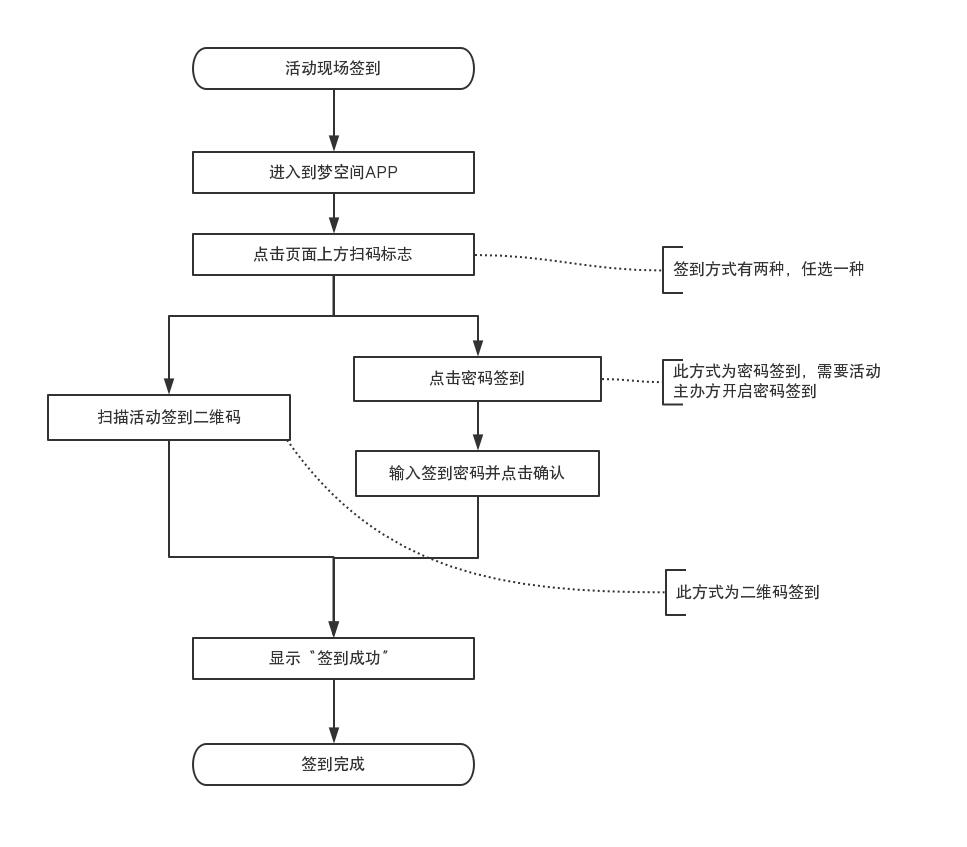 活动现场签到
进入到梦空间APP
点击页面上方扫码标志
签到方式有两种，任选一种
点击密码签到
此方式为密码签到，需要活动
主办方开启密码签到
扫描活动签到二维码
输入签到密码并点击确认
此方式为二维码签到
显示“签到成功”
签到完成